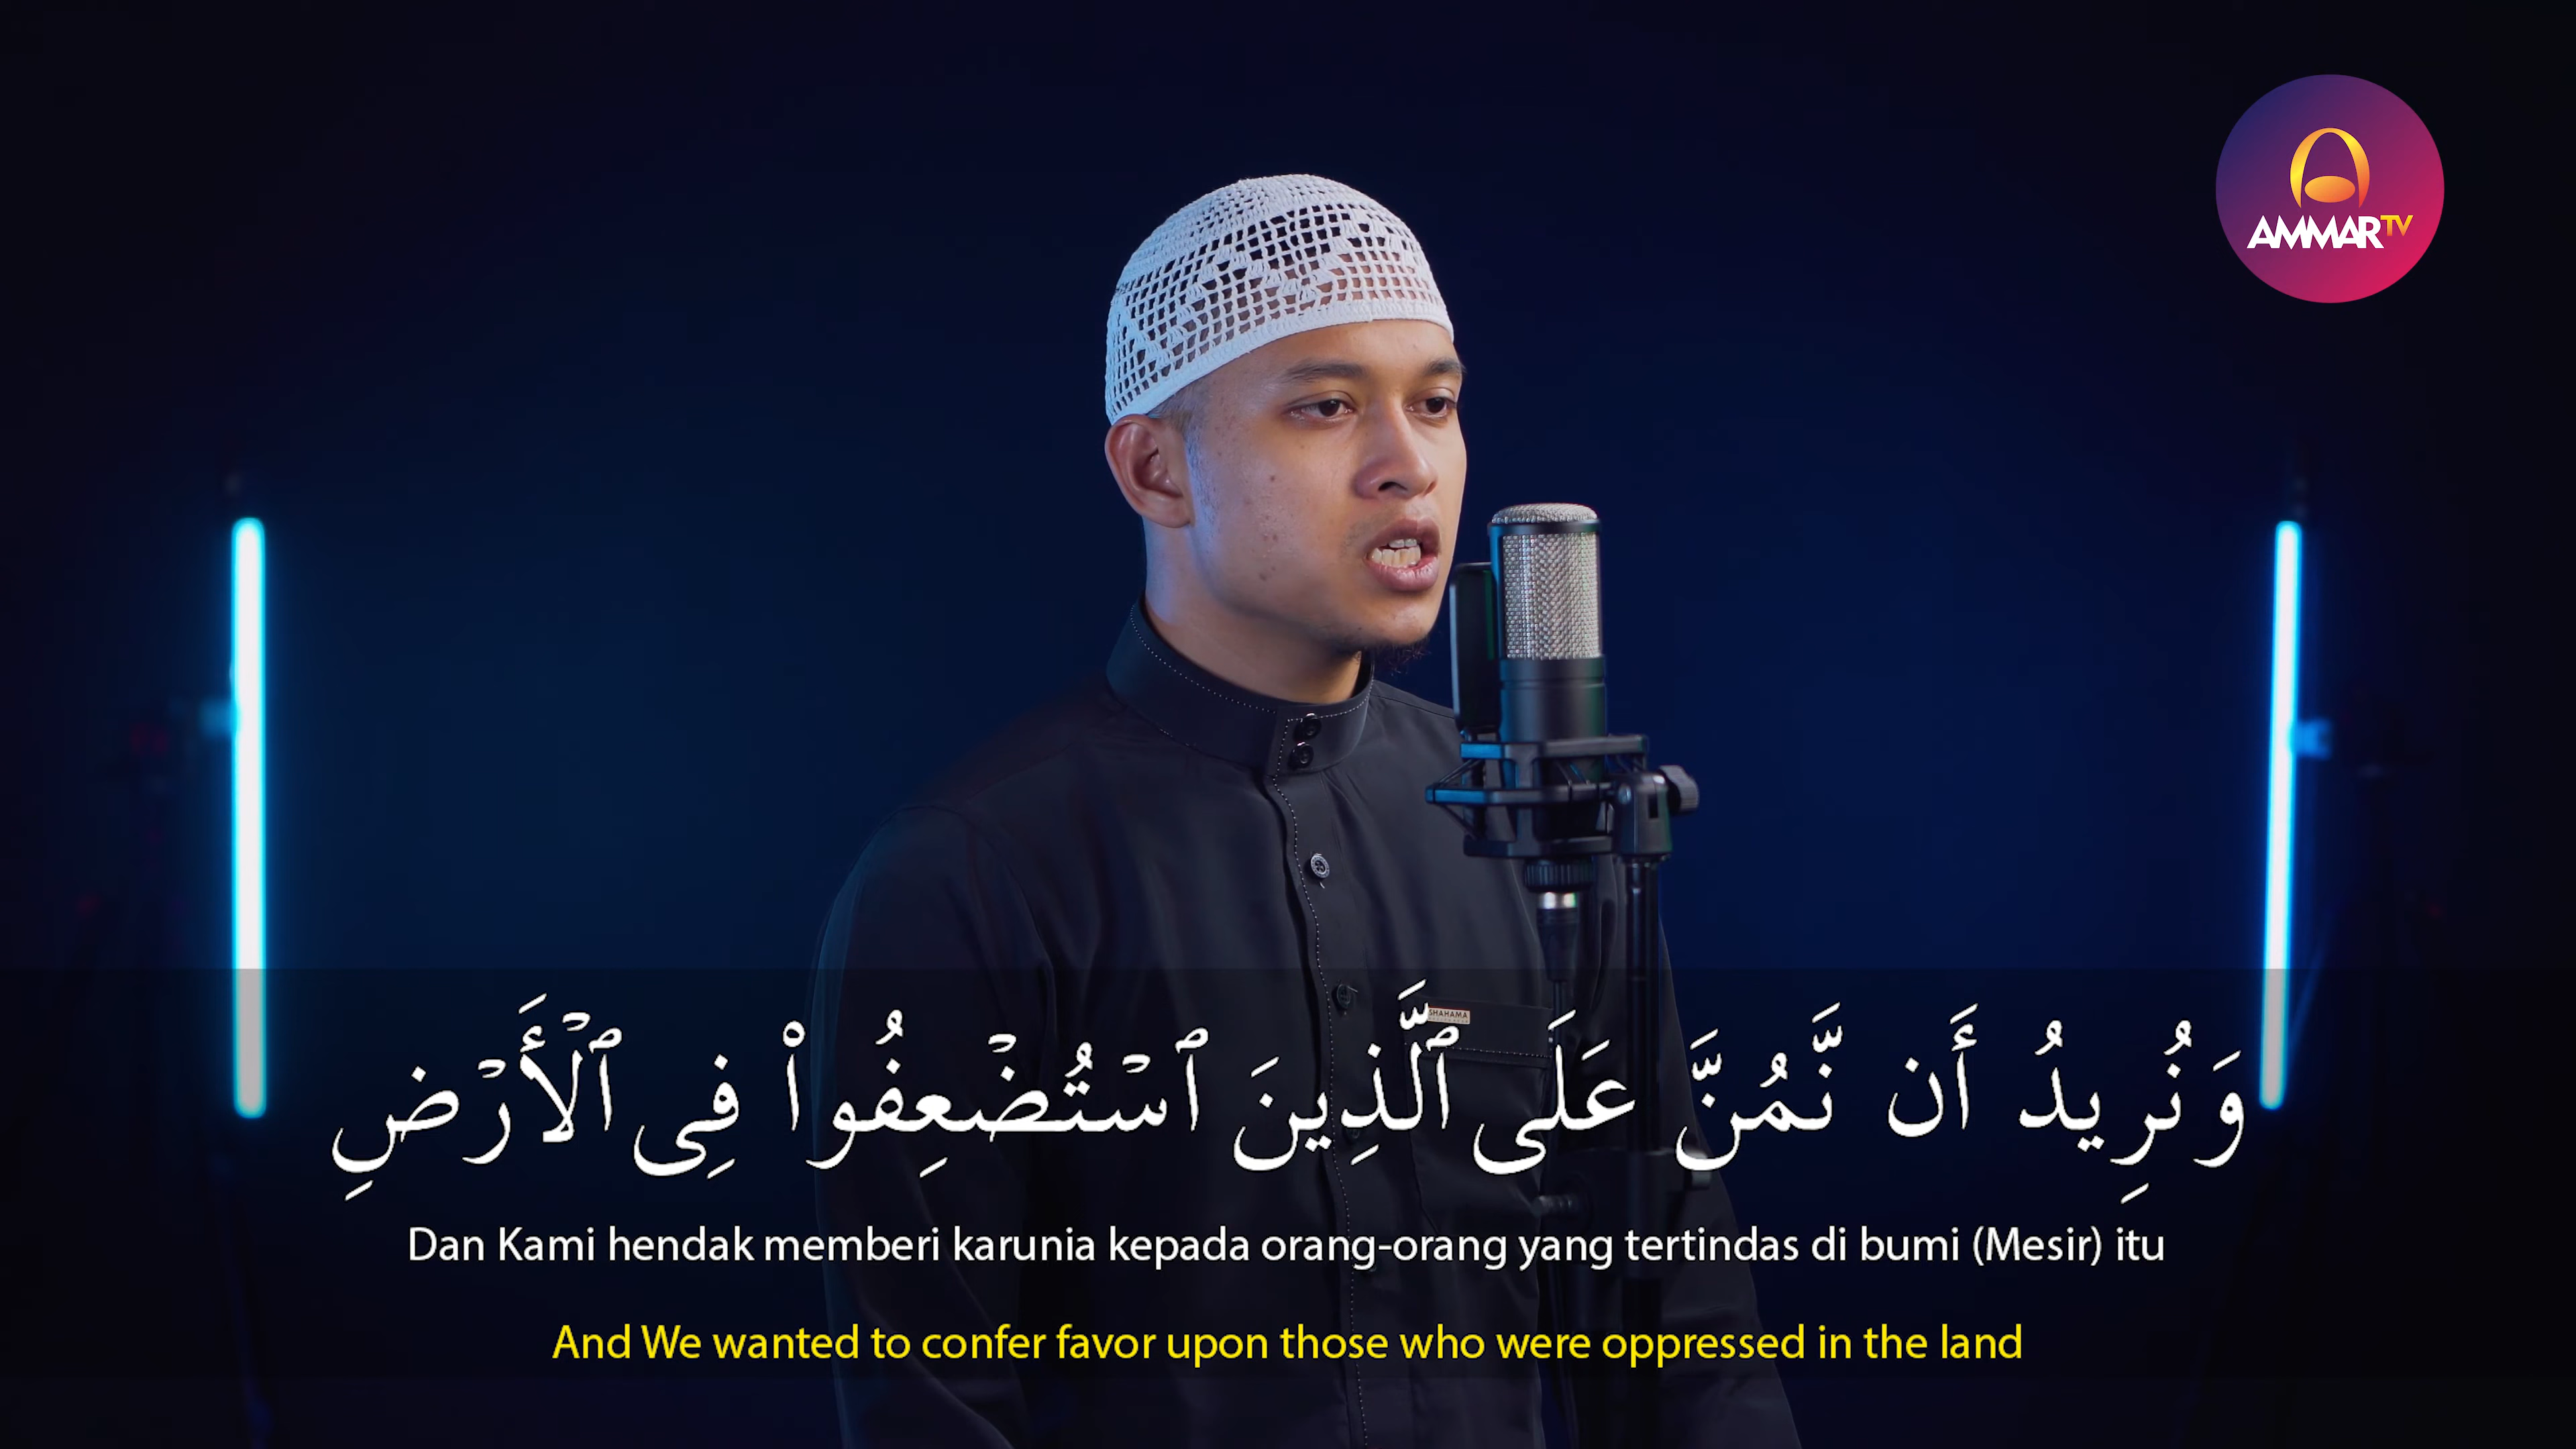 AMMARTV
SHAHAMA
وَنُرِيدُ أَن نَّمُنَّ عَلَى ٱلَّذِينَ ٱسْتُضْعِفُوا۟ فِى ٱلْأَرْضِ
Dan Kami hendak memberi karunia kepada orang-orang yang tertindas di bumi (Mesir) itu
And We wanted to confer favor upon those who were oppressed in the land